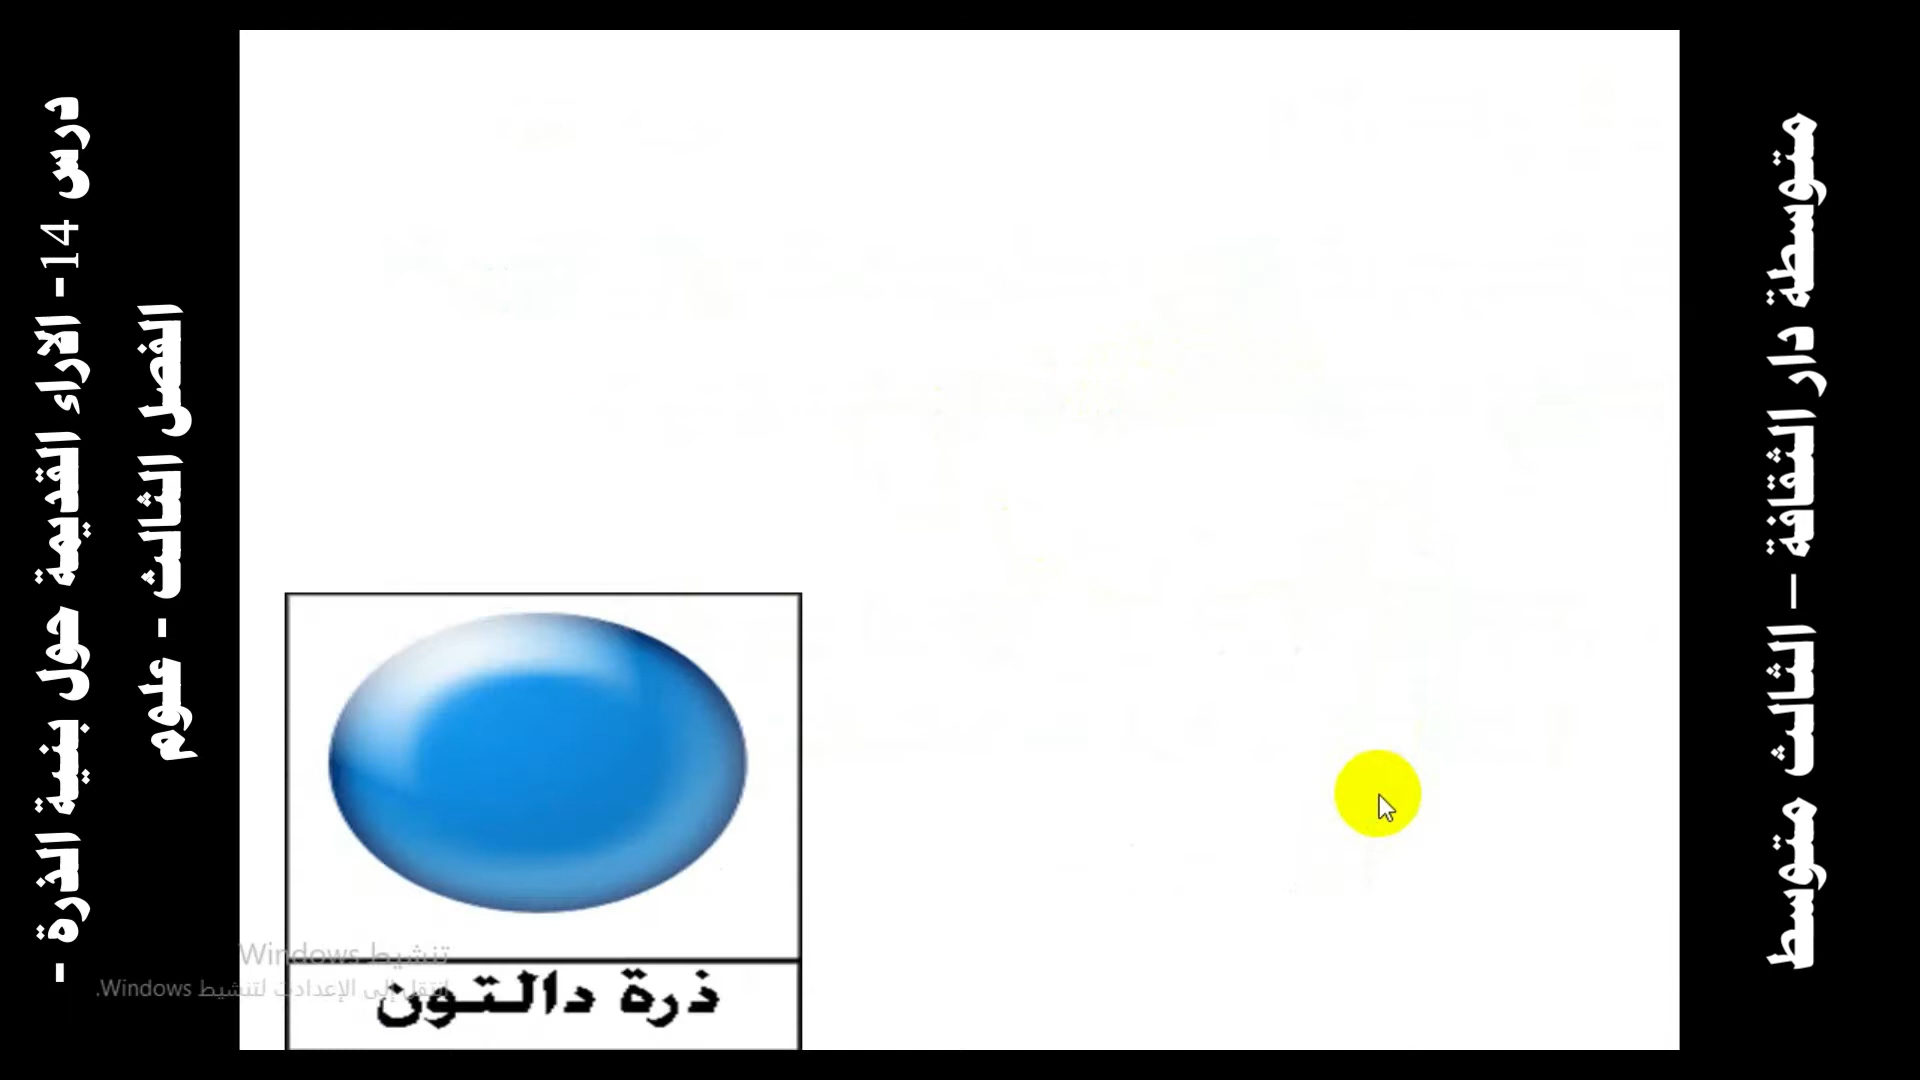 متوسطة دار الثقافة – الثالث متوسط
درس 14- الاراء القديمة حول بنية الذرة -
الفصل الثالث - علوم
ذرة دالتون
تنشيط Windows
انتقل إلى الإعدادات لتنشيط Windows.